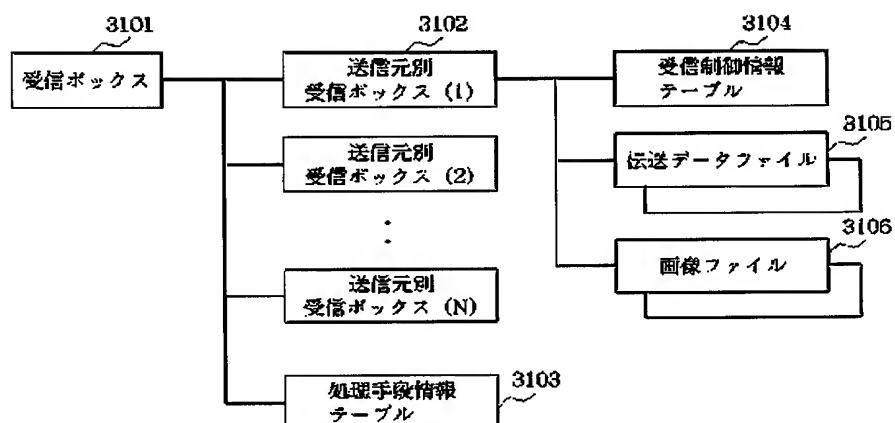 3101
受信ボックス
3102
送信元別
受信ボックス (1)
送信元別
受信ボックス (2)
送信元別
受信ボックス (N)
3103
処理手段情報
テーブル
3104
受信制御情報
テーブル
3105
伝送データファイル
3106
画像ファイル